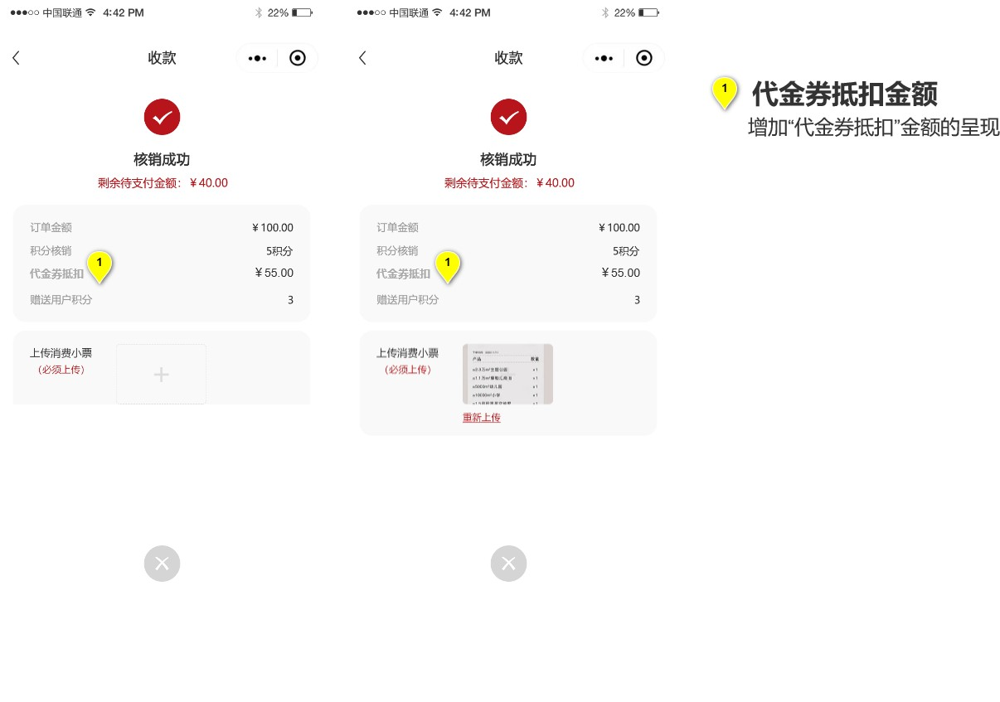 中国联通 4:42 PM 22%
收款
核销成功
剩余待支付金额：￥40.00
订单金额 ￥100.00
积分核销 5积分
代金券抵扣 1 ￥55.00
赠送用户积分 3
上传消费小票
（必须上传）
中国联通 4:42 PM 22%
收款
核销成功
剩余待支付金额：￥40.00
订单金额 ￥100.00
积分核销 5积分
代金券抵扣 1 ￥55.00
赠送用户积分 3
上传消费小票
（必须上传）
产品 数量
重新上传
1 代金券抵扣金额
增加“代金券抵扣”金额的呈现